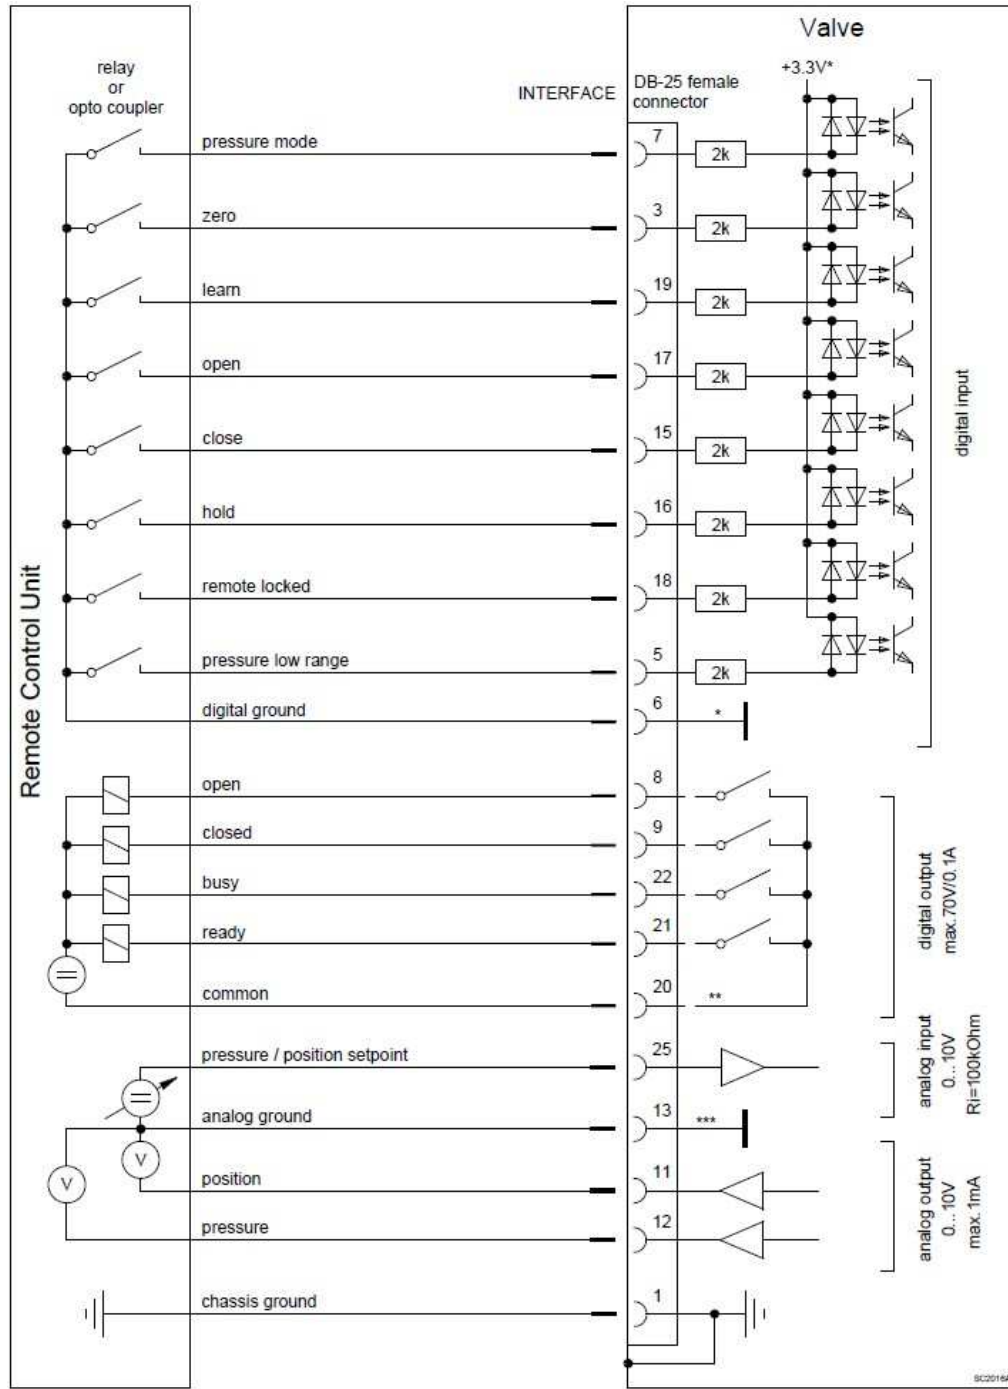 Valve
relay
or
opto coupler
INTERFACE
DB-25 female
connector
+3.3V*
pressure mode
7
2k
zero
3
2k
learn
19
2k
open
17
2k
close
15
2k
hold
16
2k
remote locked
18
2k
pressure low range
5
2k
digital ground
6
*
digital input
Remote Control Unit
open
8
closed
9
busy
22
ready
21
common
20
**
digital output
max.70V/0.1A
pressure / position setpoint
25
analog input
0...10V
Ri=100kOhm
analog ground
13
***
V
position
11
V
pressure
12
analog output
0...10V
max.1mA
chassis ground
1